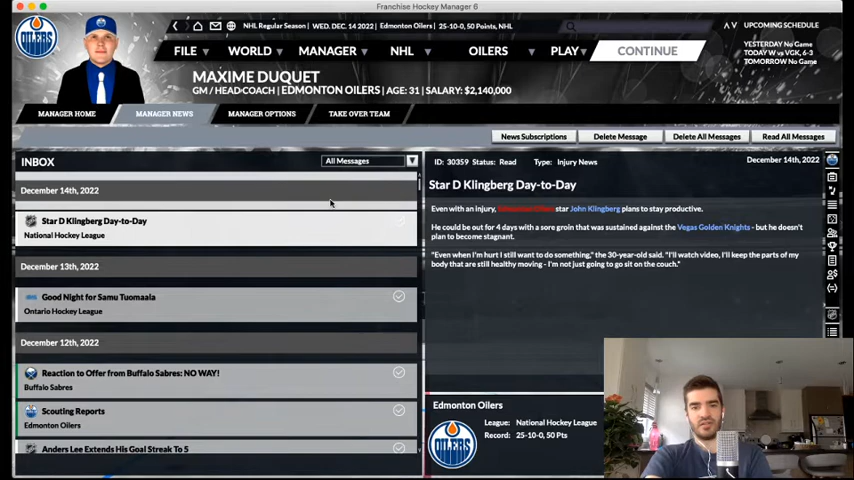 Franchise Hockey Manager 6
OILERS
NHL Regular Season | WED. DEC. 14 2022 | Edmonton Oilers | 25-10-0, 50 Points, NHL
UPCOMING SCHEDULE
FILE WORLD MANAGER NHL OILERS PLAY CONTINUE
YESTERDAY No Game
TODAY W vs VGK, 6-3
TOMORROW No Game
MAXIME DUQUET
GM / HEAD COACH | EDMONTON OILERS | AGE: 31 | SALARY: $2,140,000
MANAGER HOME MANAGER NEWS MANAGER OPTIONS TAKE OVER TEAM
News Subscriptions Delete Message Delete All Messages Read All Messages
INBOX All Messages
December 14th, 2022
Star D Klingberg Day-to-Day
National Hockey League
December 13th, 2022
Good Night for Samu Tuomaala
Ontario Hockey League
December 12th, 2022
Reaction to Offer from Buffalo Sabres: NO WAY!
Buffalo Sabres
Scouting Reports
Edmonton Oilers
Anders Lee Extends His Goal Streak To 5
ID: 30359 Status: Read Type: Injury News December 14th, 2022
Star D Klingberg Day-to-Day
Even with an injury, star John Klingberg plans to stay productive.
He could be out for 4 days with a sore groin that was sustained against the Vegas Golden Knights - but he doesn't
plan to become stagnant.
"Even when I'm hurt I still want to do something," the 30-year-old said. "I'll watch video, I'll keep the parts of my
body that are still healthy moving - I'm not just going to go sit on the couch."
Edmonton Oilers
OILERS
League: National Hockey League
Record: 25-10-0, 50 Pts